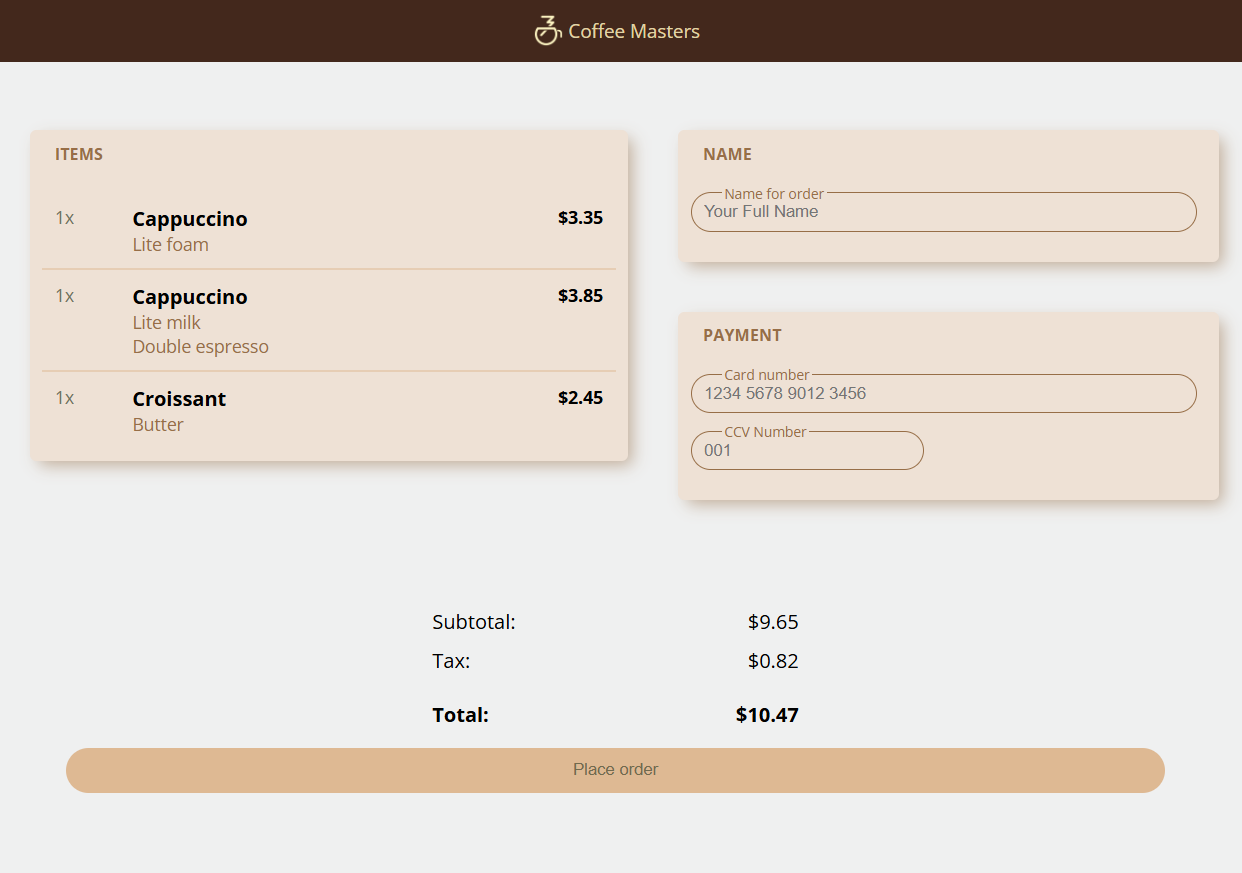 Coffee Masters
ITEMS
1x Cappuccino $3.35
Lite foam
1x Cappuccino $3.85
Lite milk
Double espresso
1x Croissant $2.45
Butter
NAME
Name for order
Your Full Name
PAYMENT
Card number
1234 5678 9012 3456
CCV Number
001
Subtotal: $9.65
Tax: $0.82
Total: $10.47
Place order